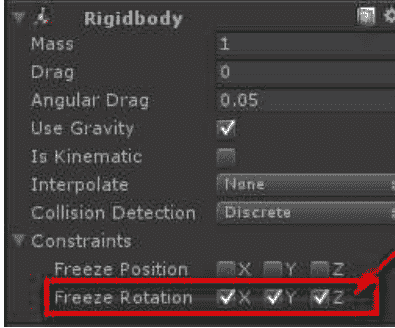 Rigidbody
Mass 1
Drag 0
Angular Drag 0.05
Use Gravity
Is Kinematic
Interpolate None
Collision Detection Discrete
Constraints
Freeze Position X Y Z
Freeze Rotation X Y Z